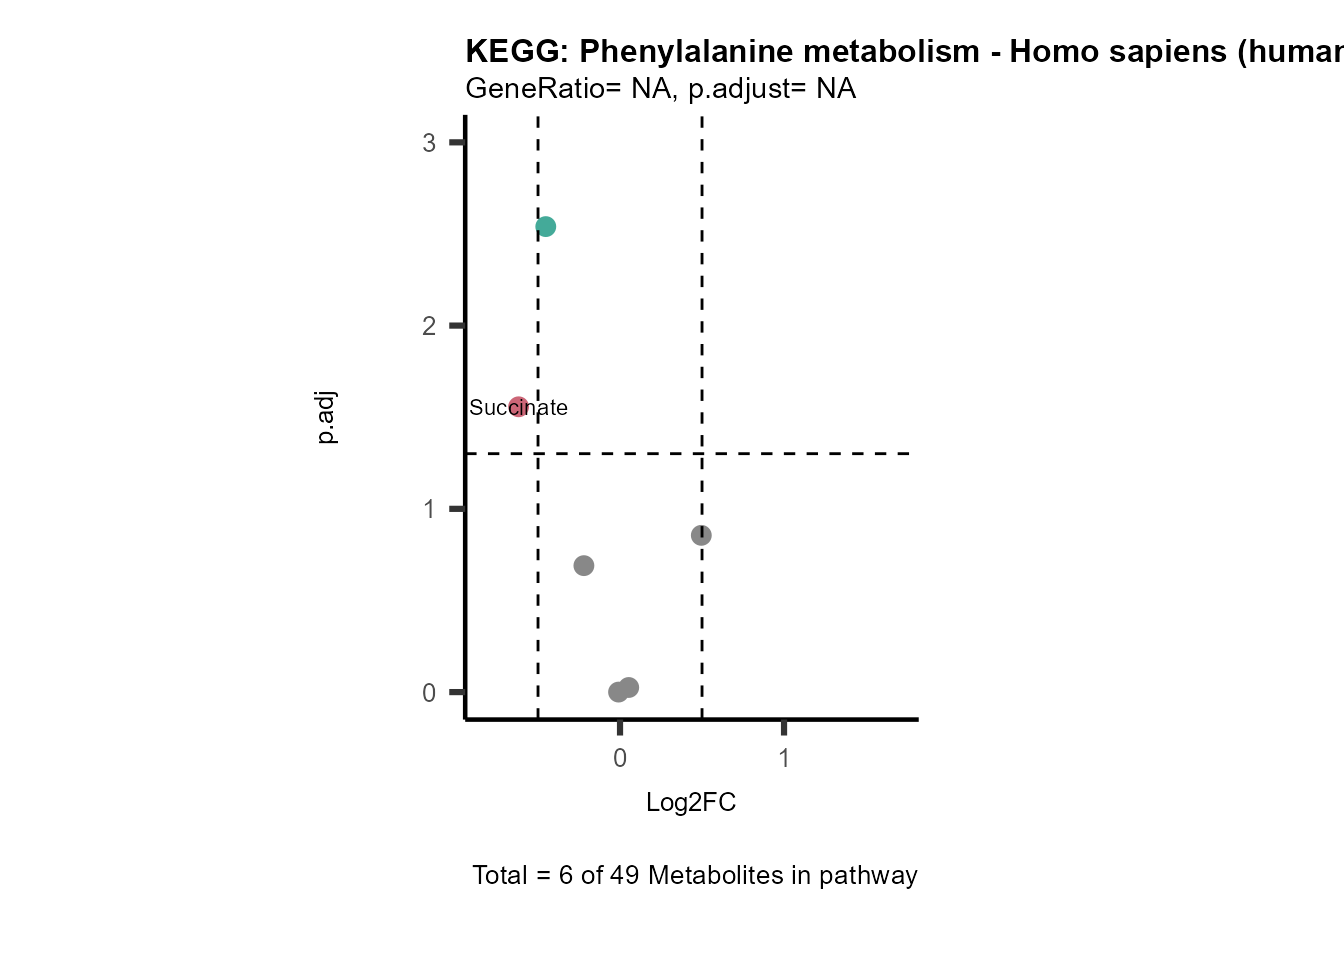 KEGG: Phenylalanine metabolism - Homo sapiens (human
GeneRatio= NA, p.adjust= NA
3
2
1
0
p.adj
Succinate
0 1
Log2FC
Total = 6 of 49 Metabolites in pathway